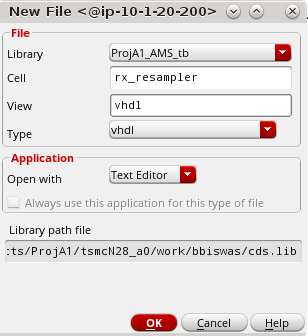 New File <@ip-10-1-20-200>
File
Library ProjA1_AMS_tb
Cell rx_resampler
View vhdl
Type vhdl
Application
Open with Text Editor
Always use this application for this type of file
Library path file
:ts/ProjA1/tsmcN28_a0/work/bbiswas/cds.lib
OK Cancel Help